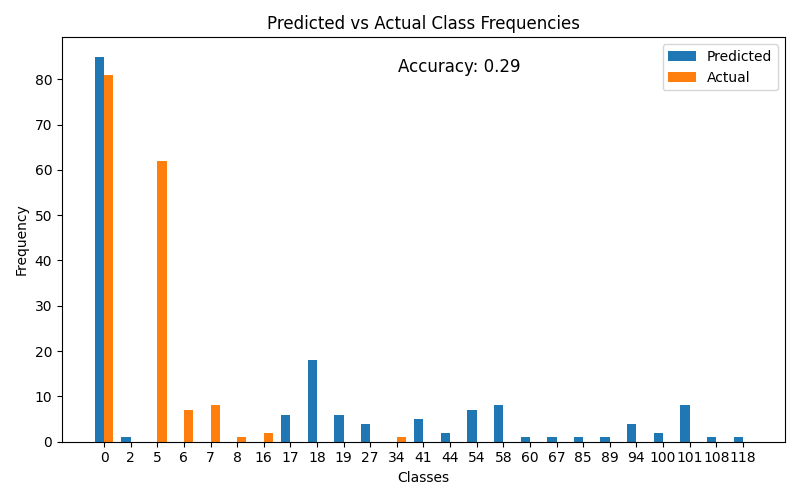 Predicted vs Actual Class Frequencies
Accuracy: 0.29
Predicted
Actual
Frequency
80
70
60
50
40
30
20
10
0
0 2 5 6 7 8 16 17 18 19 27 34 41 44 54 58 60 67 85 89 94 100 101 108 118
Classes